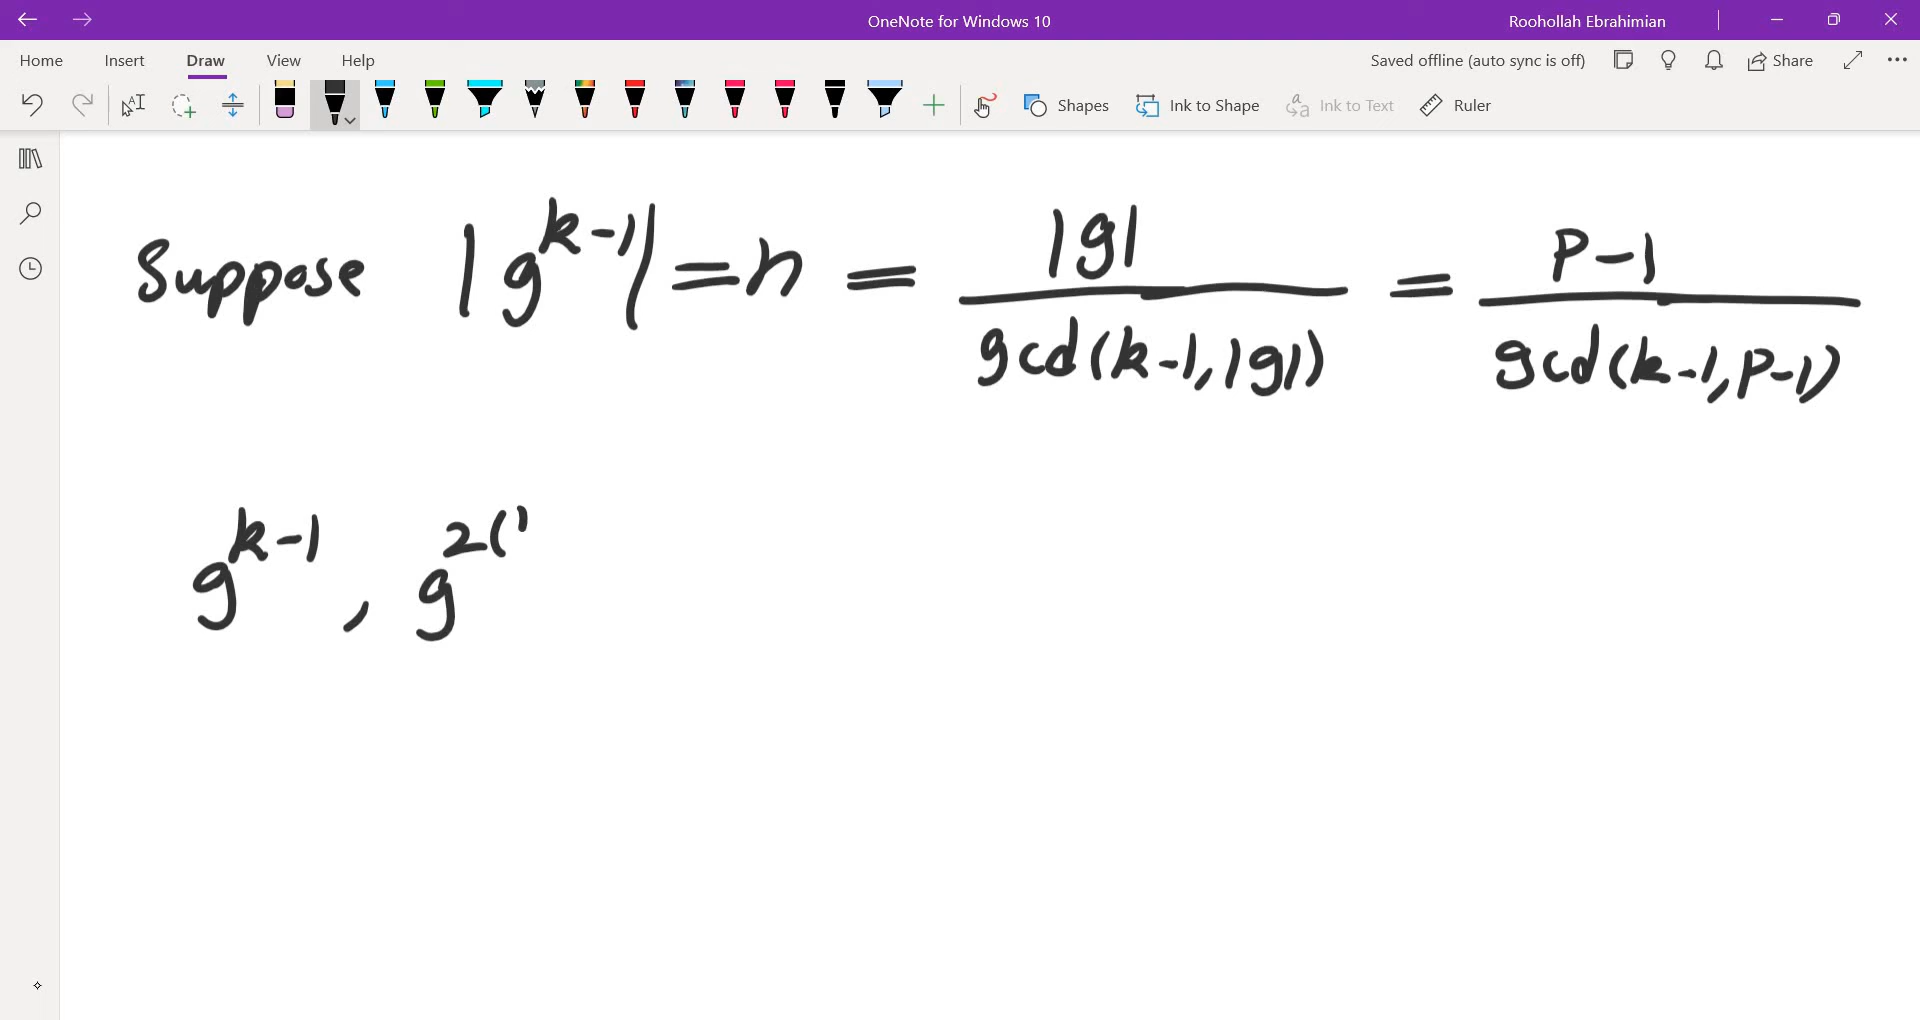 OneNote for Windows 10
Roohollah Ebrahimian
Home Insert Draw View Help
Saved offline (auto sync is off) Share
Shapes Ink to Shape Ink to Text Ruler
Suppose |g^{k-1}| = n = |g| / gcd(k-1, |g|) = p-1 / gcd(k-1, p-1)
g^{k-1}, g^{2(